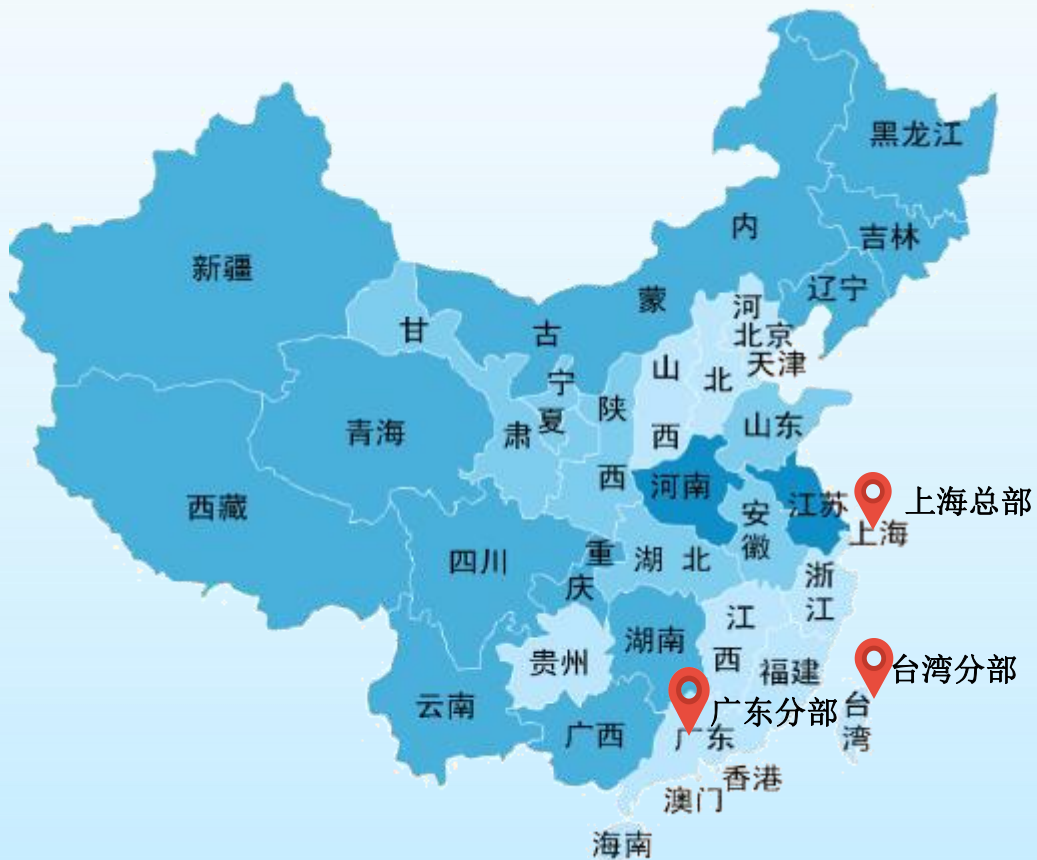 黑龙江
内
吉林
新疆
辽宁
蒙
河
甘
古
北京
天津
山
北
宁
陕
夏
山东
青海
肃
西
西
河南
江苏
上海总部
西藏
安
徽
上海
四川
重
庆
湖北
浙
江
江
西
湖南
贵州
福建
台湾分部
云南
广东分部
台
湾
广西
广东
香港
澳门
海南